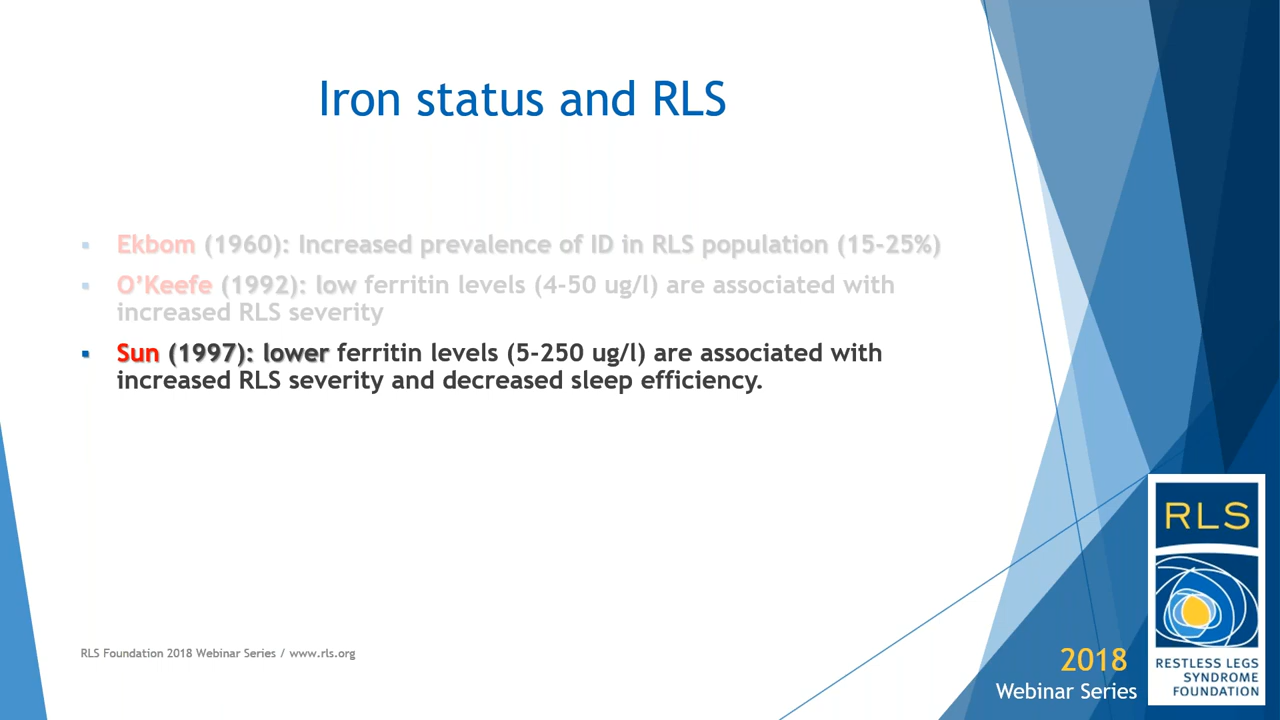 Iron status and RLS
▪ Ekbom (1960): Increased prevalence of ID in RLS population (15-25%)
▪ O’Keefe (1992): low ferritin levels (4-50 ug/l) are associated with
increased RLS severity
▪ Sun (1997): lower ferritin levels (5-250 ug/l) are associated with
increased RLS severity and decreased sleep efficiency.
RLS Foundation 2018 Webinar Series / www.rls.org
2018
Webinar Series
RLS
RESTLESS LEGS
SYNDROME
FOUNDATION